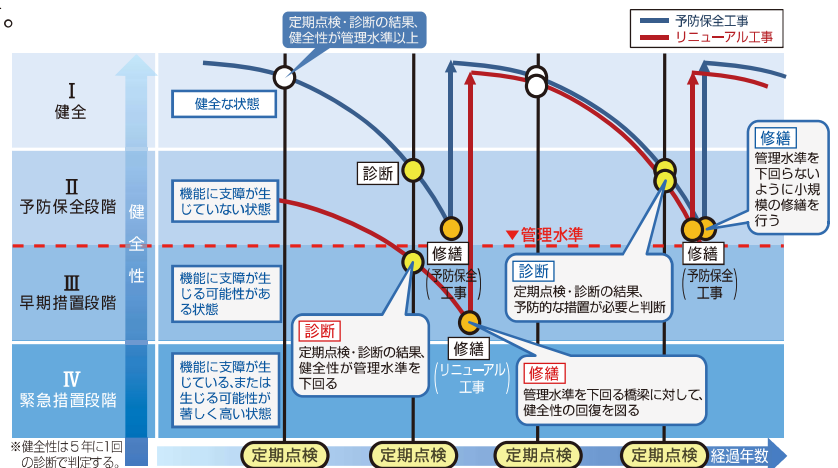 。
定期点検・診断の結果、
健全性が管理水準以上
予防保全工事
リニューアル工事
Ⅰ
健全
健全な状態
Ⅱ
予防保全段階
機能に支障が生
じていない状態
診断
修繕
管理水準を
下回らない
ように小規
模の修繕を
行う
健全性
▼管理水準
修繕
(予防保全
工事)
修繕
(予防保全
工事)
Ⅲ
早期措置段階
機能に支障が生
じる可能性があ
る状態
診断
定期点検・診断の結果、
予防的な措置が必要と判断
診断
定期点検・診断の結果、
健全性が管理水準を
下回る
修繕
(リニューアル
工事)
修繕
管理水準を下回る橋梁に対して、
健全性の回復を図る
Ⅳ
緊急措置段階
機能に支障が生
じている、または
生じる可能性が
著しく高い状態
※健全性は5年に1回
の診断で判定する。
定期点検
定期点検
定期点検
定期点検
経過年数